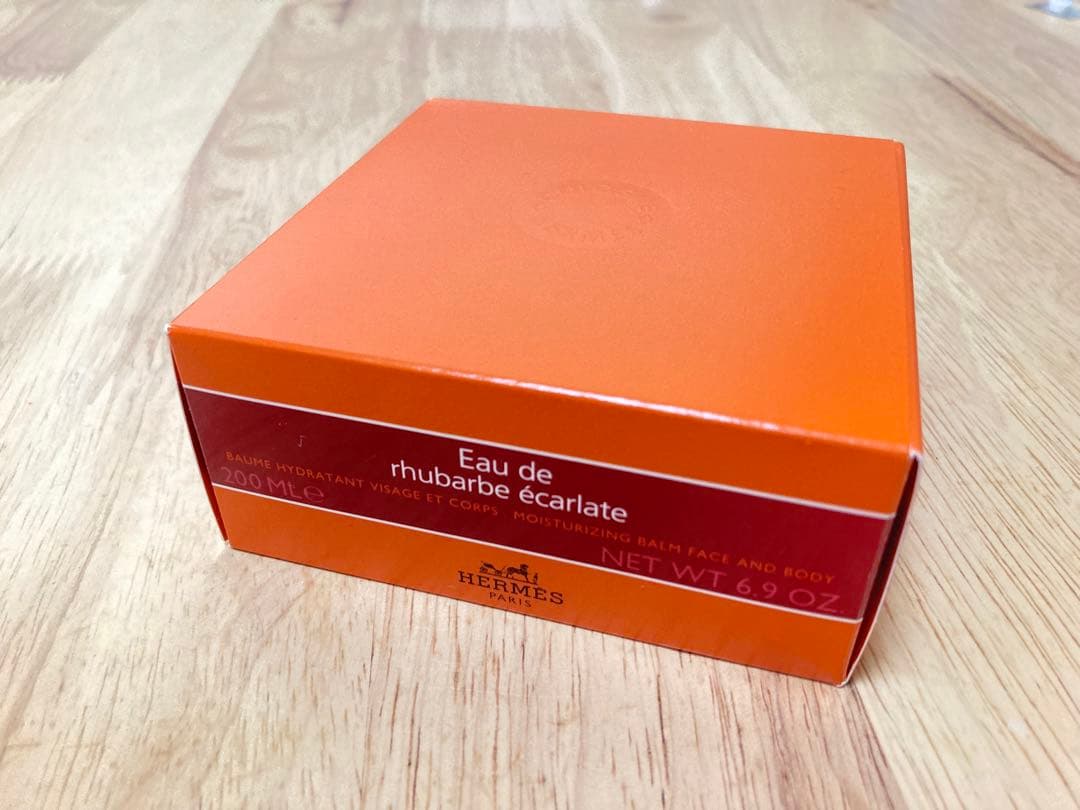 Eau de
rhubarbe écarlate
BAUME HYDRATANT VISAGE ET CORPS MOISTURIZING BALM FACE AND BODY
200 ML e
NET WT 6.9 OZ.
HERMÈS
PARIS